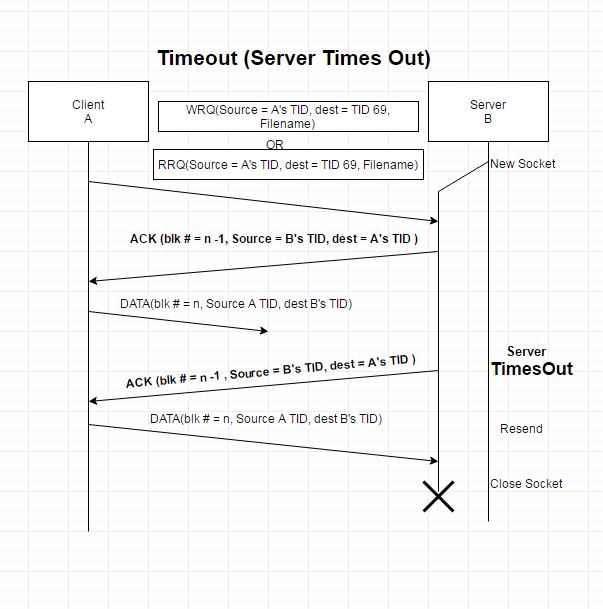 Timeout (Server Times Out)
Client
A
WRQ(Source = A's TID, dest = TID 69,
Filename)
Server
B
OR
RRQ(Source = A's TID, dest = TID 69, Filename)
New Socket
ACK (blk # = n -1, Source = B's TID, dest = A's TID )
DATA(blk # = n, Source A TID, dest B's TID)
Server
TimesOut
ACK (blk # = n -1 , Source = B's TID, dest = A's TID )
DATA(blk # = n, Source A TID, dest B's TID)
Resend
Close Socket